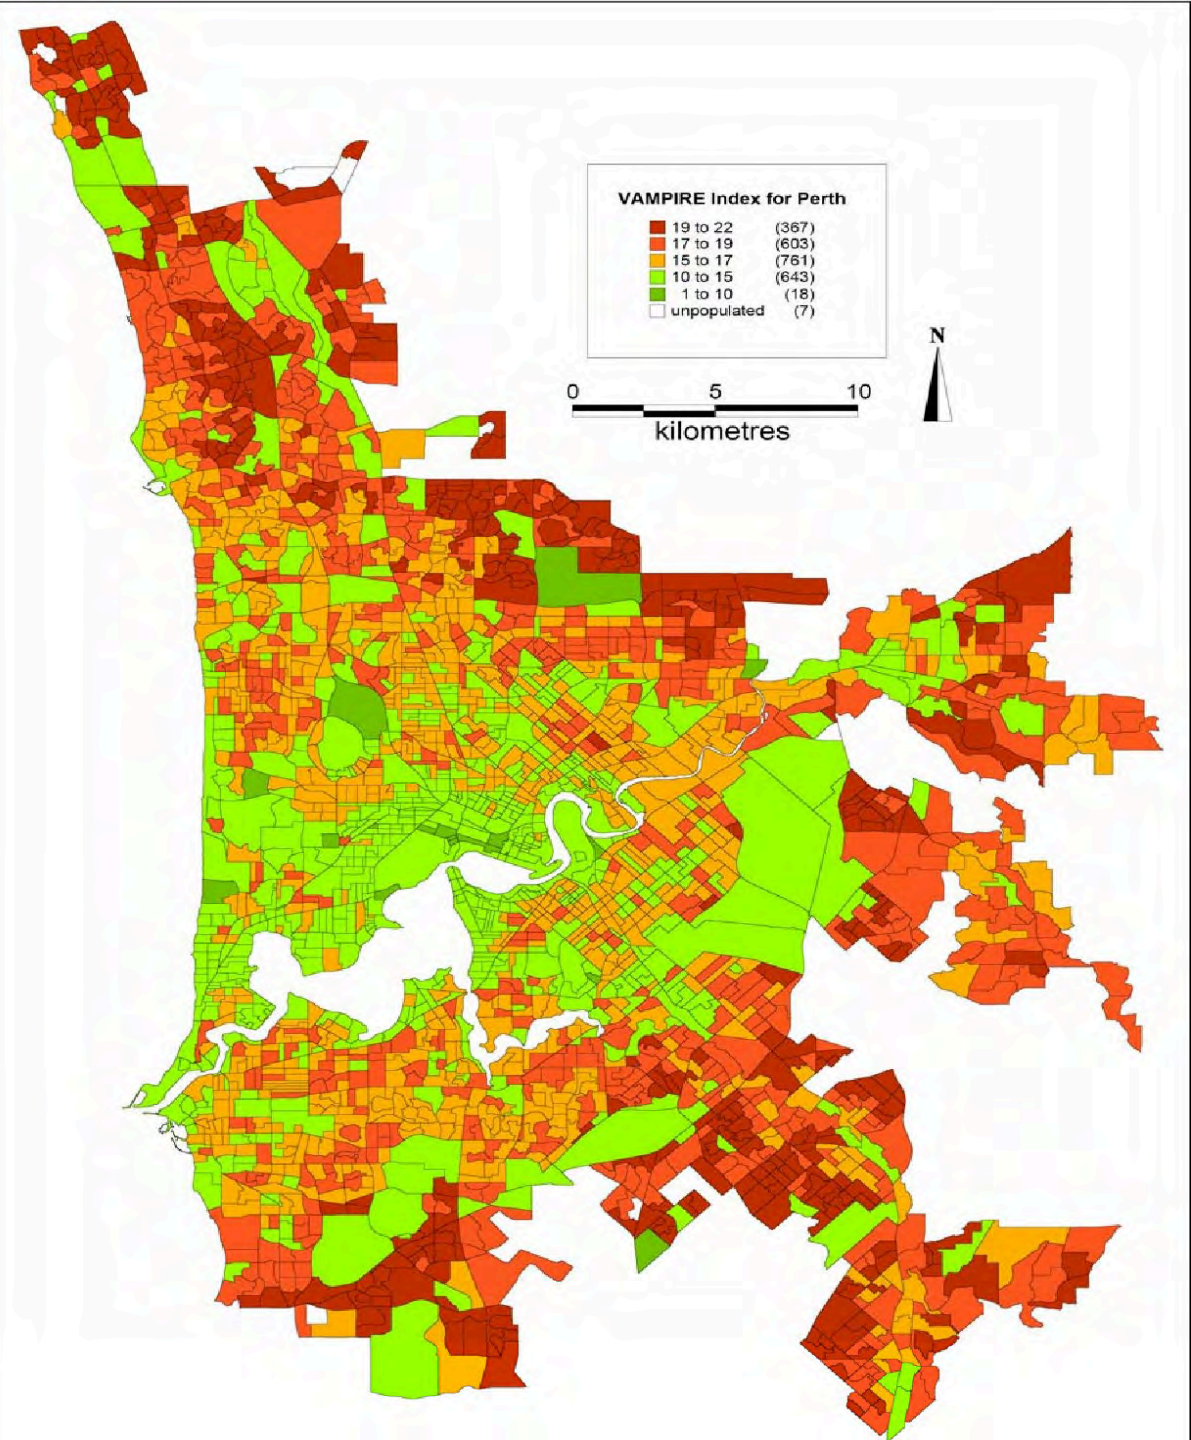 VAMPIRE Index for Perth
19 to 22 (367)
17 to 19 (603)
15 to 17 (761)
10 to 15 (643)
1 to 10 (18)
unpopulated (7)
N
0 5 10
kilometres